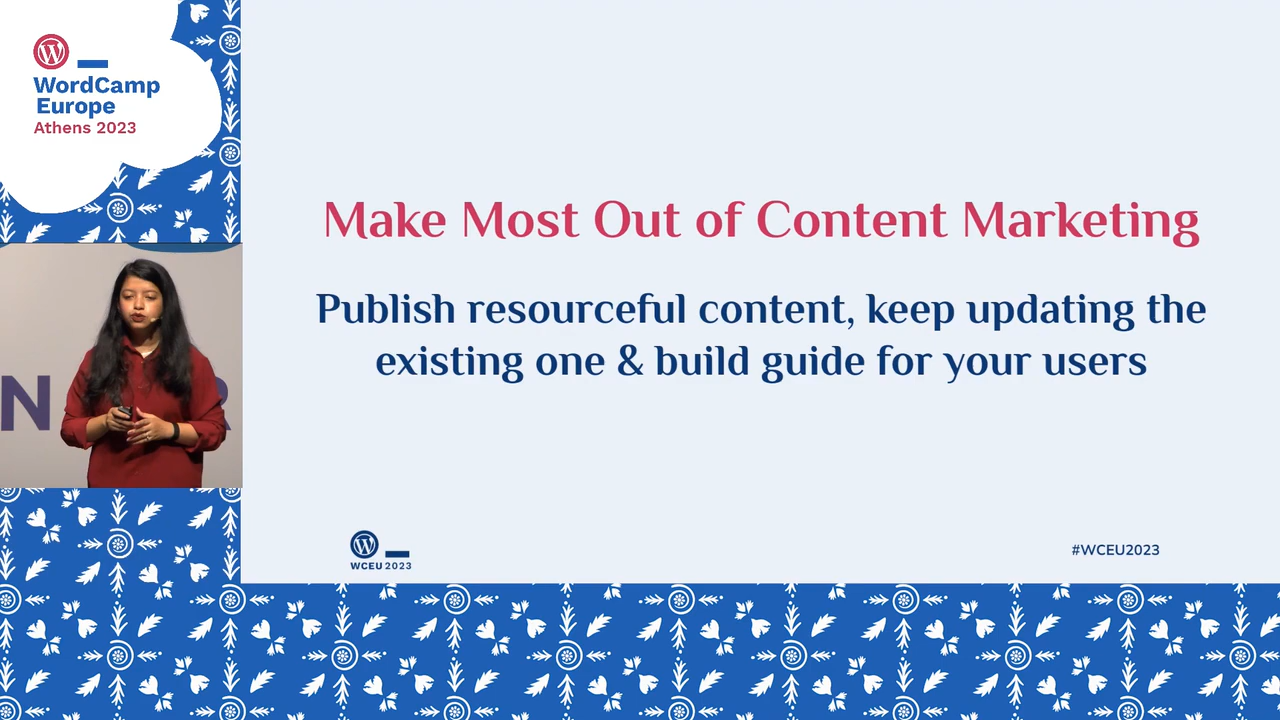 WordCamp
Europe
Athens 2023
Make Most Out of Content Marketing
Publish resourceful content, keep updating the
existing one & build guide for your users
N
R
WCEU 2023
#WCEU2023